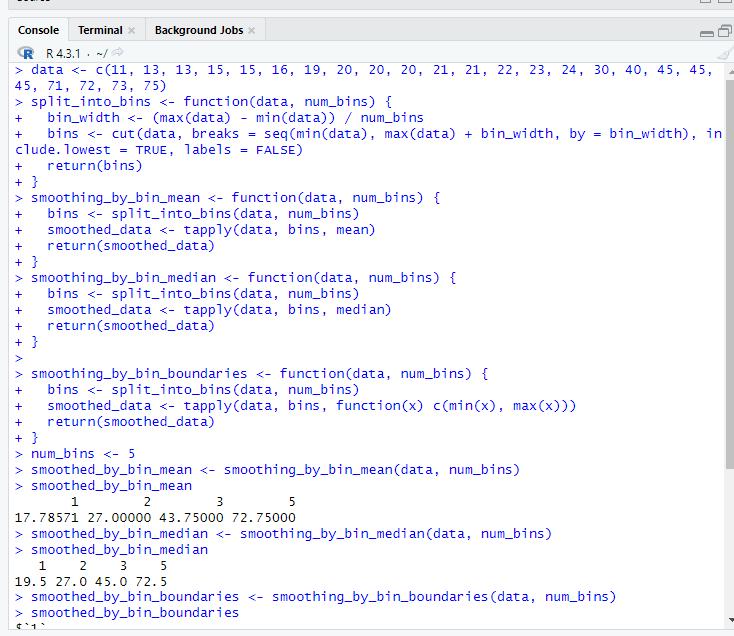 Console Terminal × Background Jobs ×
R 4.3.1 · ~/
> data <- c(11, 13, 13, 15, 15, 16, 19, 20, 20, 20, 21, 21, 22, 23, 24, 30, 40, 45, 45,
45, 71, 72, 73, 75)
> split_into_bins <- function(data, num_bins) {
+   bin_width <- (max(data) - min(data)) / num_bins
+   bins <- cut(data, breaks = seq(min(data), max(data) + bin_width, by = bin_width), in
clude.lowest = TRUE, labels = FALSE)
+   return(bins)
+ }
> smoothing_by_bin_mean <- function(data, num_bins) {
+   bins <- split_into_bins(data, num_bins)
+   smoothed_data <- tapply(data, bins, mean)
+   return(smoothed_data)
+ }
> smoothing_by_bin_median <- function(data, num_bins) {
+   bins <- split_into_bins(data, num_bins)
+   smoothed_data <- tapply(data, bins, median)
+   return(smoothed_data)
+ }
>
> smoothing_by_bin_boundaries <- function(data, num_bins) {
+   bins <- split_into_bins(data, num_bins)
+   smoothed_data <- tapply(data, bins, function(x) c(min(x), max(x)))
+   return(smoothed_data)
+ }
> num_bins <- 5
> smoothed_by_bin_mean <- smoothing_by_bin_mean(data, num_bins)
> smoothed_by_bin_mean
       1        2        3        5
17.78571 27.00000 43.75000 72.75000
> smoothed_by_bin_median <- smoothing_by_bin_median(data, num_bins)
> smoothed_by_bin_median
   1    2    3    5
19.5 27.0 45.0 72.5
> smoothed_by_bin_boundaries <- smoothing_by_bin_boundaries(data, num_bins)
> smoothed_by_bin_boundaries
$`1`